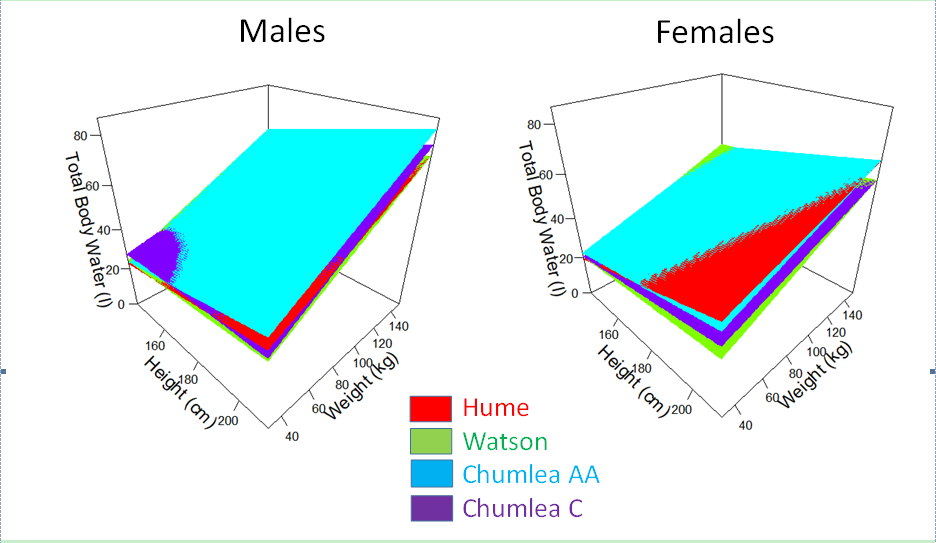 Males
Females
80
60
40
20
0
Total Body Water (l)
160
180
200
Height (cm)
40
60
80
100
120
140
Weight (kg)
80
60
40
20
0
Total Body Water (l)
160
180
200
Height (cm)
40
60
80
100
120
140
Weight (kg)
Hume
Watson
Chumlea AA
Chumlea C